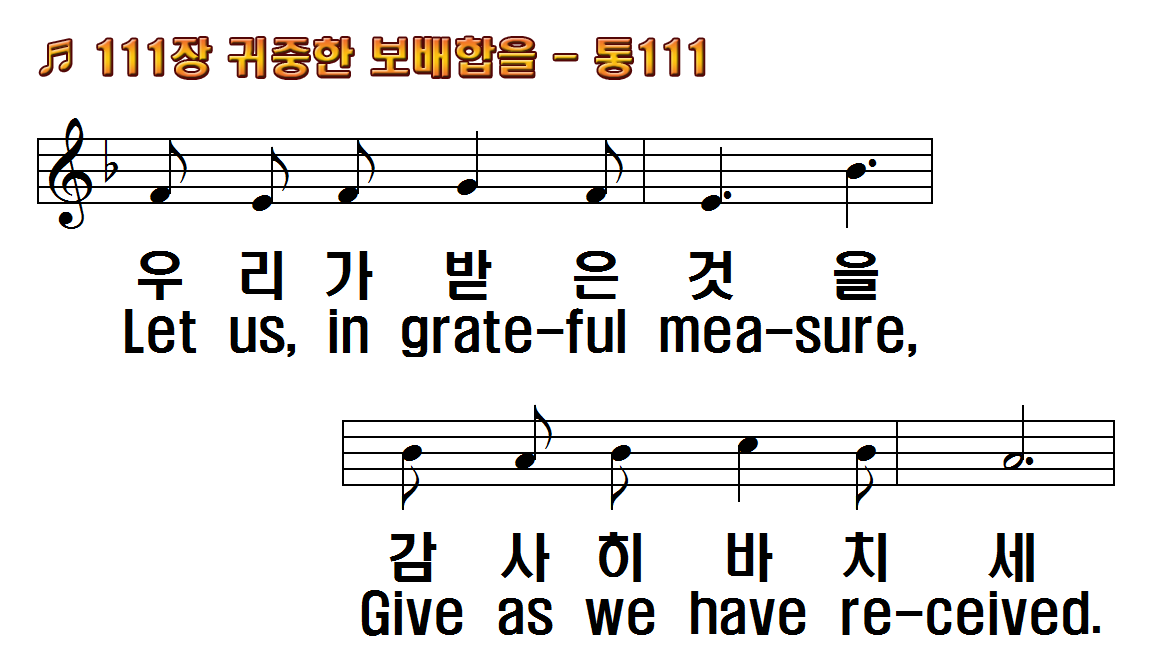 111장 귀중한 보배합을 - 통111
우 리 가 받 은 것 을
Let us, in grate-ful mea-sure,
감 사 히 바 치 세
Give as we have re-ceived.